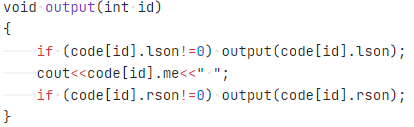 void output(int id)
{
    if (code[id].lson!=0) output(code[id].lson);
    cout<<code[id].me<<" ";
    if (code[id].rson!=0) output(code[id].rson);
}